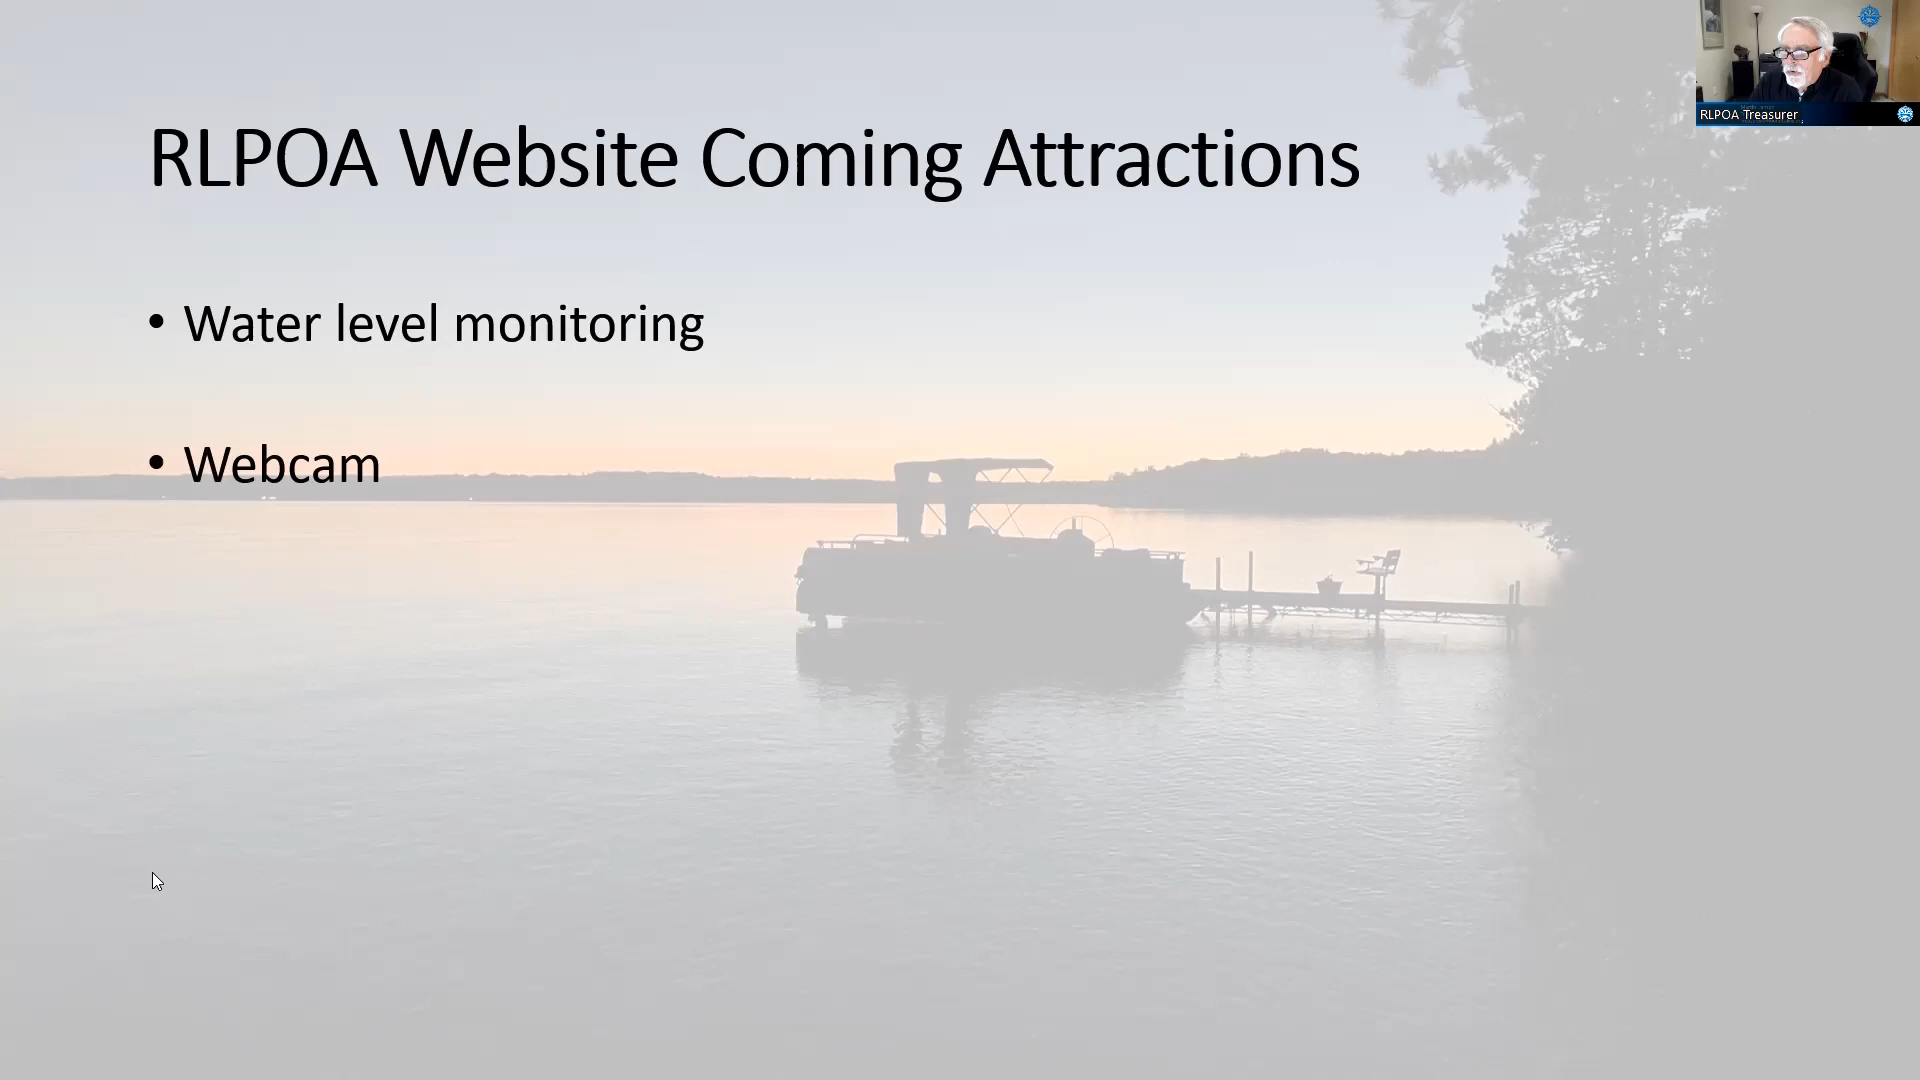 RLPOA Website Coming Attractions
• Water level monitoring
• Webcam
RLPOA Treasurer